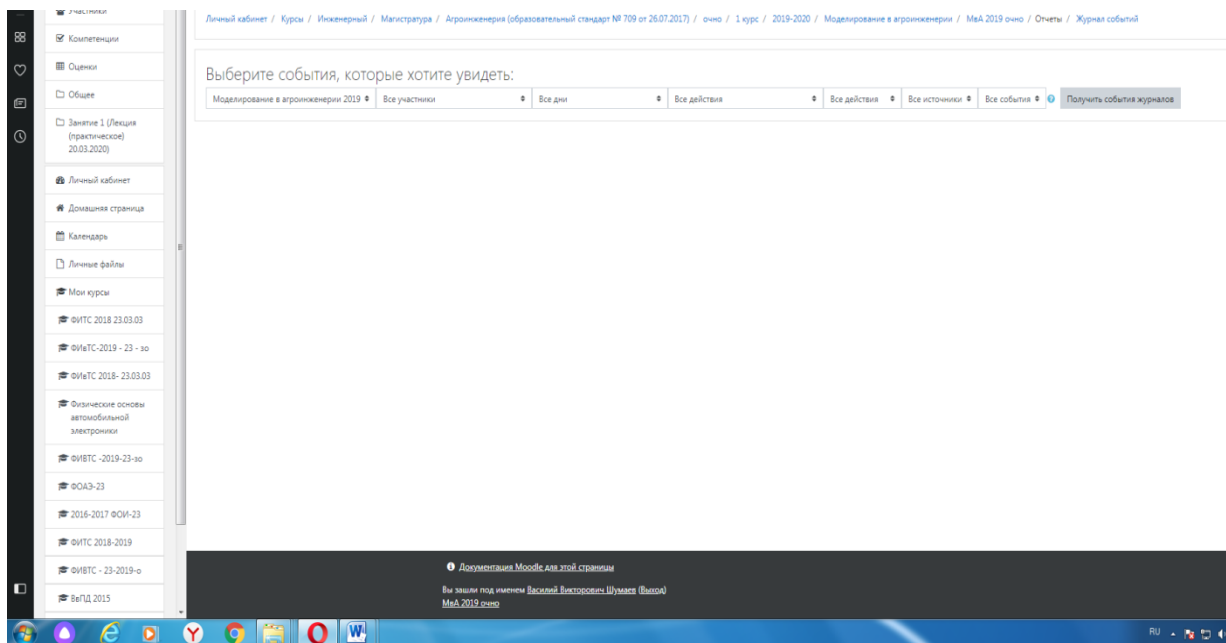 Участники
Компетенции
Оценки
Общее
Занятие 1 (Лекция
(практическое)
20.03.2020)
Личный кабинет
Домашняя страница
Календарь
Личные файлы
Мои курсы
ФИТС 2018 23.03.03
ФИвТС-2019 - 23 - зо
ФИвТС 2018- 23.03.03
Физические основы
автомобильной
электроники
ФИВТС -2019-23-зо
ФОАЭ-23
2016-2017 ФОИ-23
ФИТС 2018-2019
ФИВТС - 23-2019-о
ВвПД 2015
Личный кабинет / Курсы / Инженерный / Магистратура / Агроинженерия (образовательный стандарт № 709 от 26.07.2017) / очно / 1 курс / 2019-2020 / Моделирование в агроинженерии / МвА 2019 очно / Отчеты / Журнал событий
Выберите события, которые хотите увидеть:
Моделирование в агроинженерии 2019 Все участники Все дни Все действия Все действия Все источники Все события Получить события журналов
Документация Moodle для этой страницы
Вы зашли под именем Василий Викторович Шумаев (Выход)
МвА 2019 очно
RU